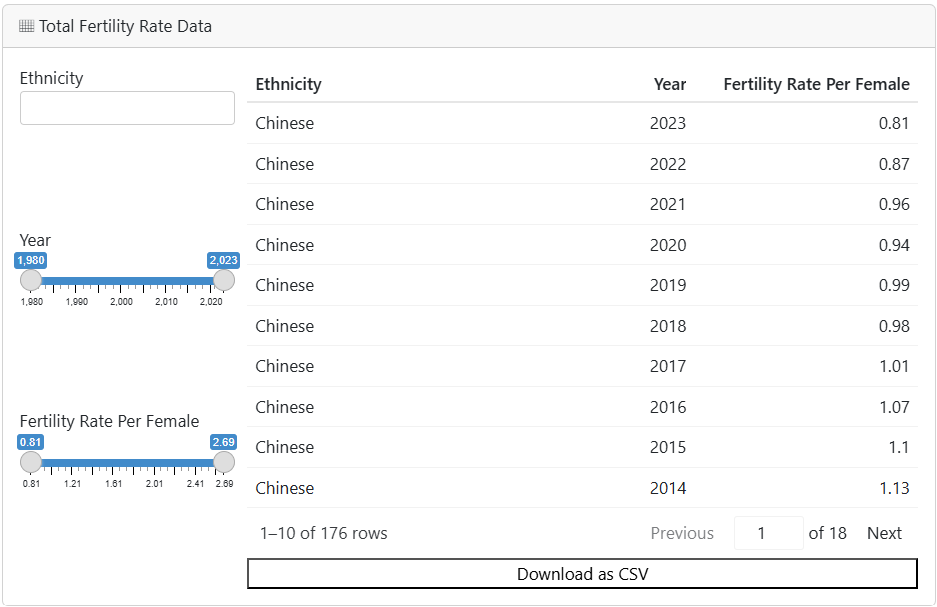 Total Fertility Rate Data
Ethnicity
Year
1,980 2,023
1,980 1,990 2,000 2,010 2,020
Fertility Rate Per Female
0.81 2.69
0.81 1.21 1.61 2.01 2.41 2.69
Ethnicity Year Fertility Rate Per Female
Chinese 2023 0.81
Chinese 2022 0.87
Chinese 2021 0.96
Chinese 2020 0.94
Chinese 2019 0.99
Chinese 2018 0.98
Chinese 2017 1.01
Chinese 2016 1.07
Chinese 2015 1.1
Chinese 2014 1.13
1–10 of 176 rows Previous 1 of 18 Next
Download as CSV